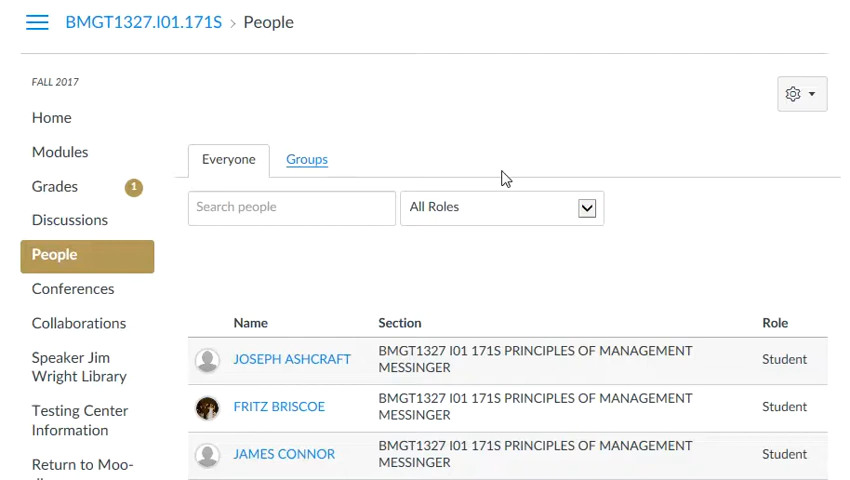 BMGT1327.I01.171S > People
FALL 2017
Home
Modules
Grades 1
Discussions
People
Conferences
Collaborations
Speaker Jim
Wright Library
Testing Center
Information
Return to Moo-
Everyone Groups
Search people All Roles
Name Section Role
JOSEPH ASHCRAFT BMGT1327 I01 171S PRINCIPLES OF MANAGEMENT Student
MESSINGER
FRITZ BRISCOE BMGT1327 I01 171S PRINCIPLES OF MANAGEMENT Student
MESSINGER
JAMES CONNOR BMGT1327 I01 171S PRINCIPLES OF MANAGEMENT Student
MESSINGER